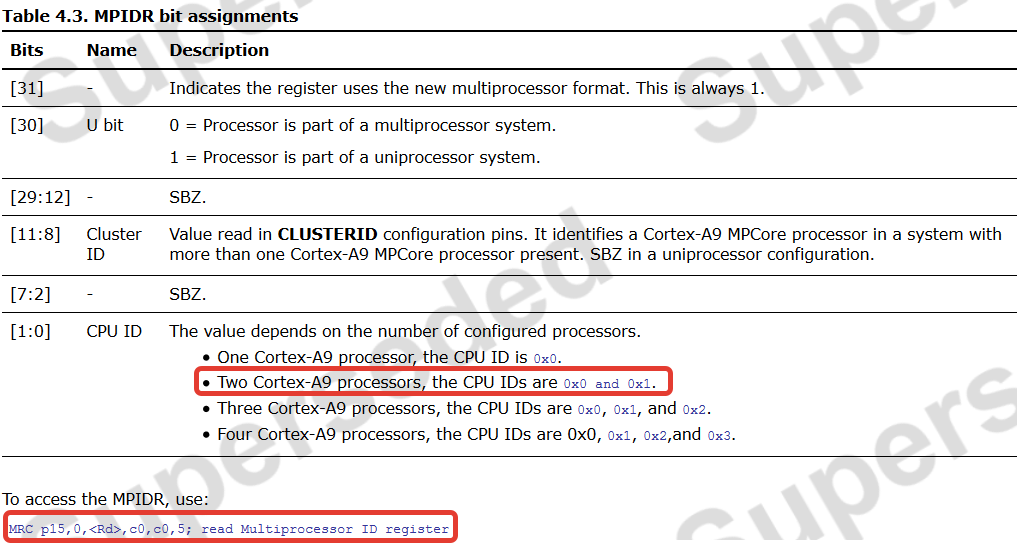 Table 4.3. MPIDR bit assignments
Bits Name Description
[31] - Indicates the register uses the new multiprocessor format. This is always 1.
[30] U bit 0 = Processor is part of a multiprocessor system.
1 = Processor is part of a uniprocessor system.
[29:12] - SBZ.
[11:8] Cluster ID Value read in CLUSTERID configuration pins. It identifies a Cortex-A9 MPCore processor in a system with
more than one Cortex-A9 MPCore processor present. SBZ in a uniprocessor configuration.
[7:2] - SBZ.
[1:0] CPU ID The value depends on the number of configured processors.
• One Cortex-A9 processor, the CPU ID is 0x0.
• Two Cortex-A9 processors, the CPU IDs are 0x0 and 0x1.
• Three Cortex-A9 processors, the CPU IDs are 0x0, 0x1, and 0x2.
• Four Cortex-A9 processors, the CPU IDs are 0x0, 0x1, 0x2,and 0x3.
To access the MPIDR, use:
MRC p15,0,<Rd>,c0,c0,5; read Multiprocessor ID register
Superseded